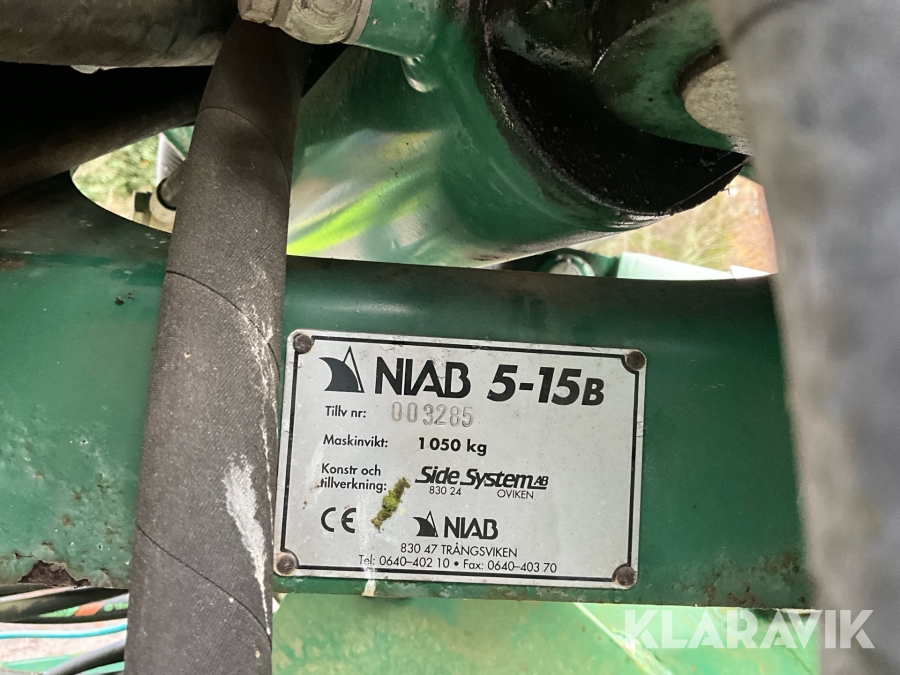 NIAB 5-15B
Tillv nr: 003285
Maskinvikt: 1 050 kg
Konstr och tillverkning: Side System AB
830 24 OVIKEN
CE NIAB
830 47 TRÅNGSVIKEN
Tel: 0640–402 10 • Fax: 0640–403 70
KLARAVIK